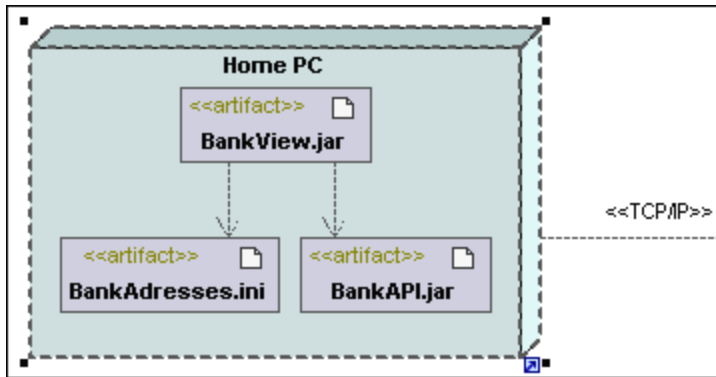 Home PC
<<artifact>>
BankView.jar
<<TCP/IP>>
<<artifact>>
<<artifact>>
BankAdresses.ini
BankAPI.jar